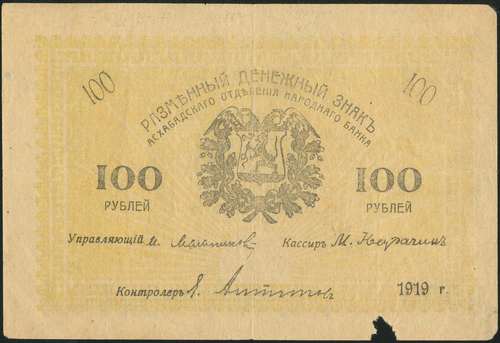 100 100
РАЗМѢННЫЙ ДЕНЕЖНЫЙ ЗНАКЪ
АСХАБАДСКАГО ОТДѢЛЕНІЯ НАРОДНАГО БАНКА
100 100
РУБЛЕЙ РУБЛЕЙ
Управляющій И. Кассиръ М.
Контролеръ 1919 г.